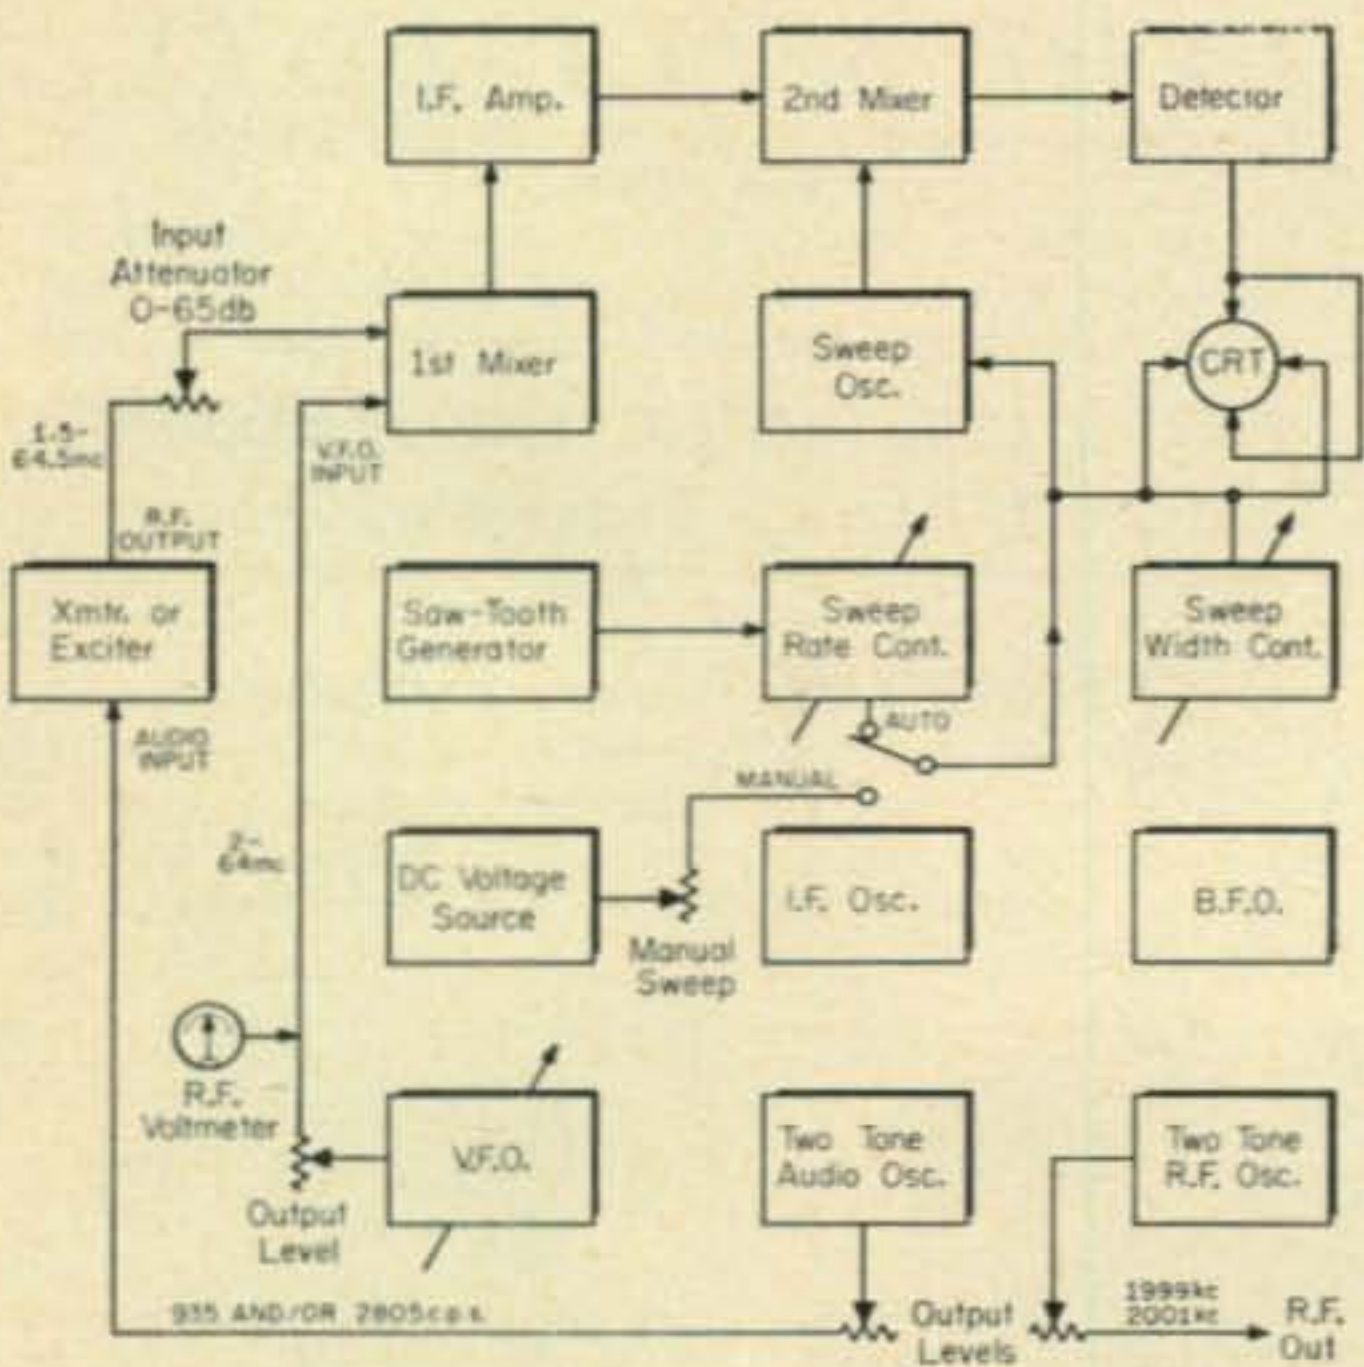 I.F. Amp.
2nd Mixer
Detector
Input
Attenuator
0-65db
1st Mixer
Sweep
Osc.
CRT
1.5-
64.5mc
V.F.O.
INPUT
R.F.
OUTPUT
Xmtr. or
Exciter
Saw-Tooth
Generator
Sweep
Rate Cont.
Sweep
Width Cont.
AUDIO
INPUT
AUTO
MANUAL
2-
64mc
DC Voltage
Source
Manual
Sweep
I.F. Osc.
B.F.O.
R.F.
Voltmeter
V.F.O.
Output
Level
Two Tone
Audio Osc.
Two Tone
R.F. Osc.
935 AND/OR 2805c.p.s.
Output
Levels
1999kc
2001kc
R.F.
Out